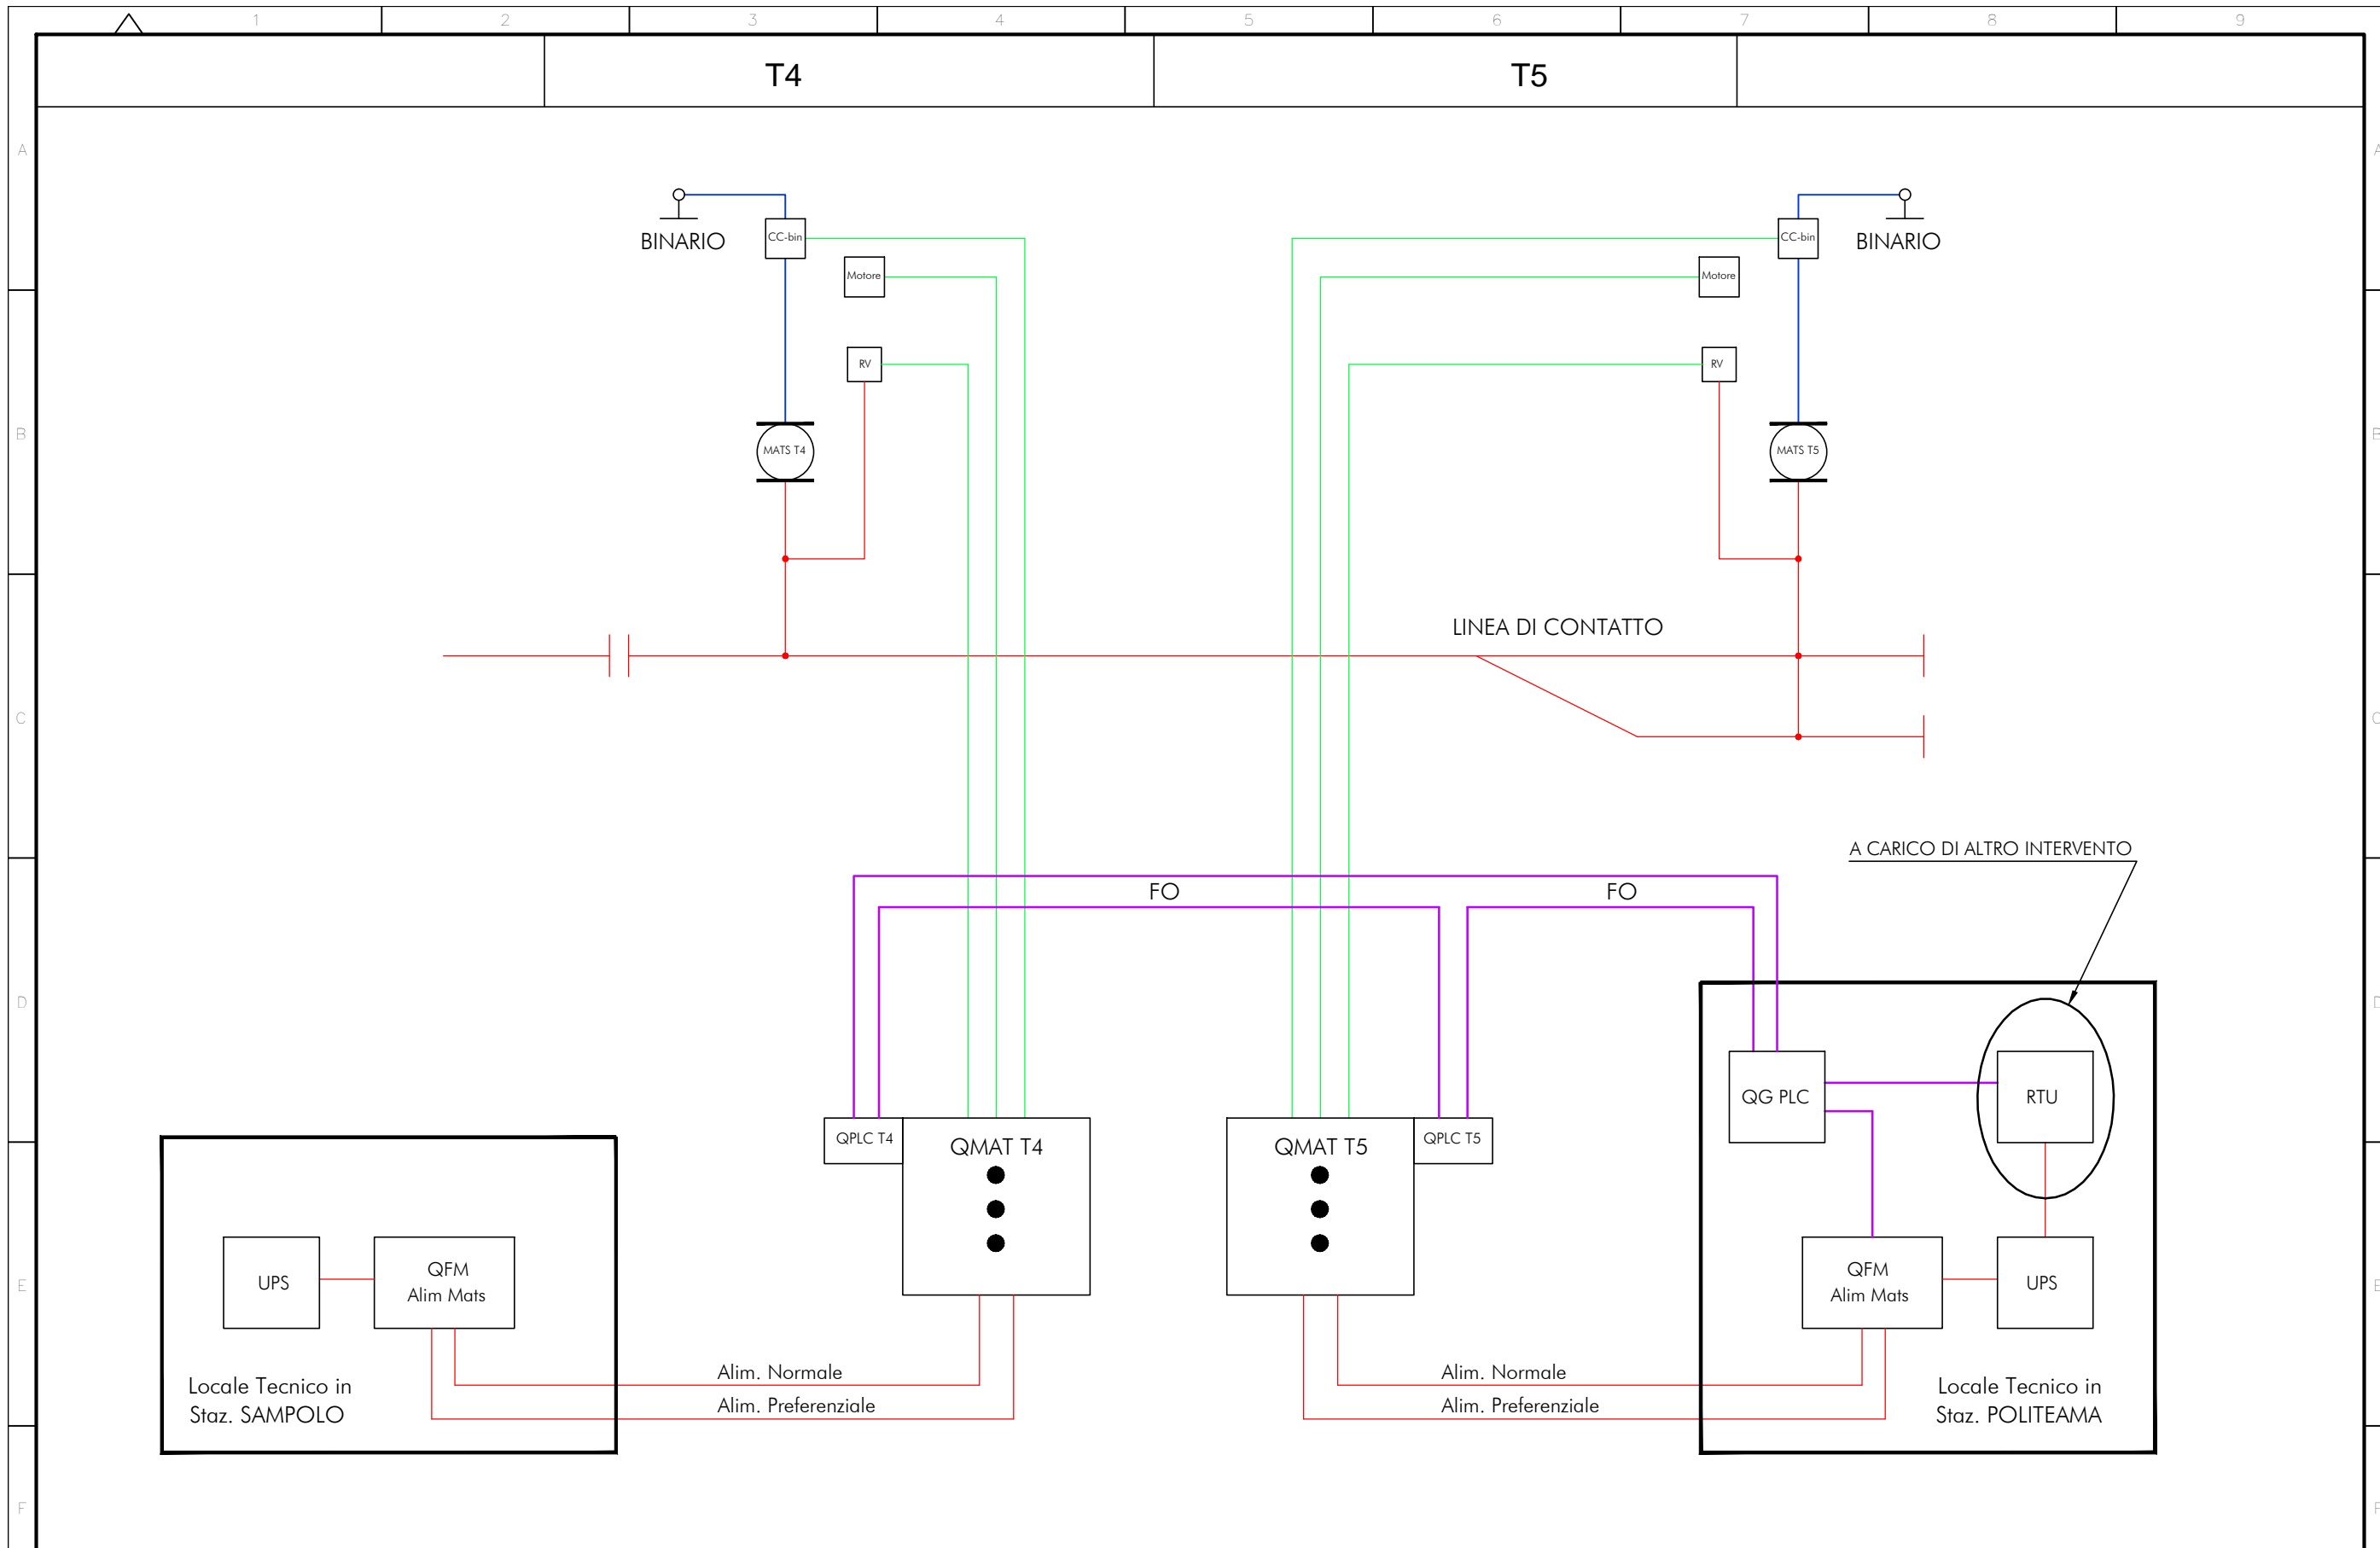 1 2 3 4 5 6 7 8 9
T4 T5
A A
BINARIO CC-bin CC-bin BINARIO
Motore Motore
RV RV
B B
MATS T4 MATS T5
LINEA DI CONTATTO
C C
A CARICO DI ALTRO INTERVENTO
FO FO
D D
QG PLC RTU
QPLC T4 QMAT T4 QMAT T5 QPLC T5
UPS QFM
Alim Mats
QFM
Alim Mats
UPS
E E
Alim. Normale Alim. Normale
Alim. Preferenziale Alim. Preferenziale
Locale Tecnico in
Staz. SAMPOLO
Locale Tecnico in
Staz. POLITEAMA
F F